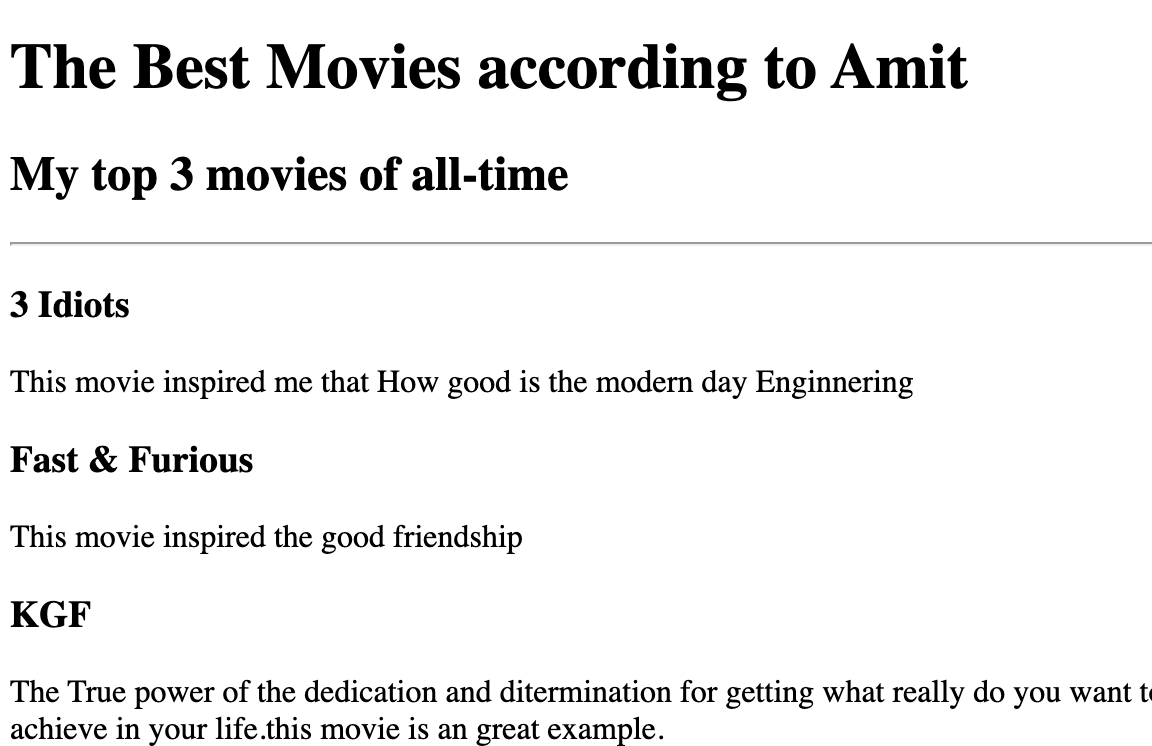 The Best Movies according to Amit
My top 3 movies of all-time
3 Idiots
This movie inspired me that How good is the modern day Enginnering
Fast & Furious
This movie inspired the good friendship
KGF
The True power of the dedication and ditermination for getting what really do you want
achieve in your life.this movie is an great example.